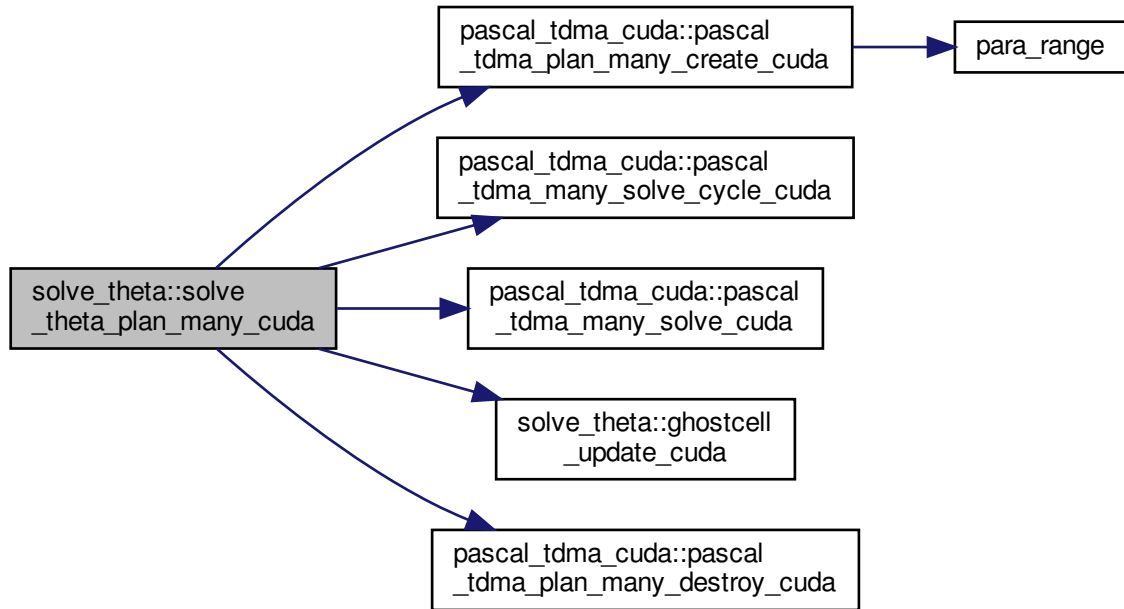 pascal_tdma_cuda::pascal
_tdma_plan_many_create_cuda
para_range
pascal_tdma_cuda::pascal
_tdma_many_solve_cycle_cuda
solve_theta::solve
_theta_plan_many_cuda
pascal_tdma_cuda::pascal
_tdma_many_solve_cuda
solve_theta::ghostcell
_update_cuda
pascal_tdma_cuda::pascal
_tdma_plan_many_destroy_cuda